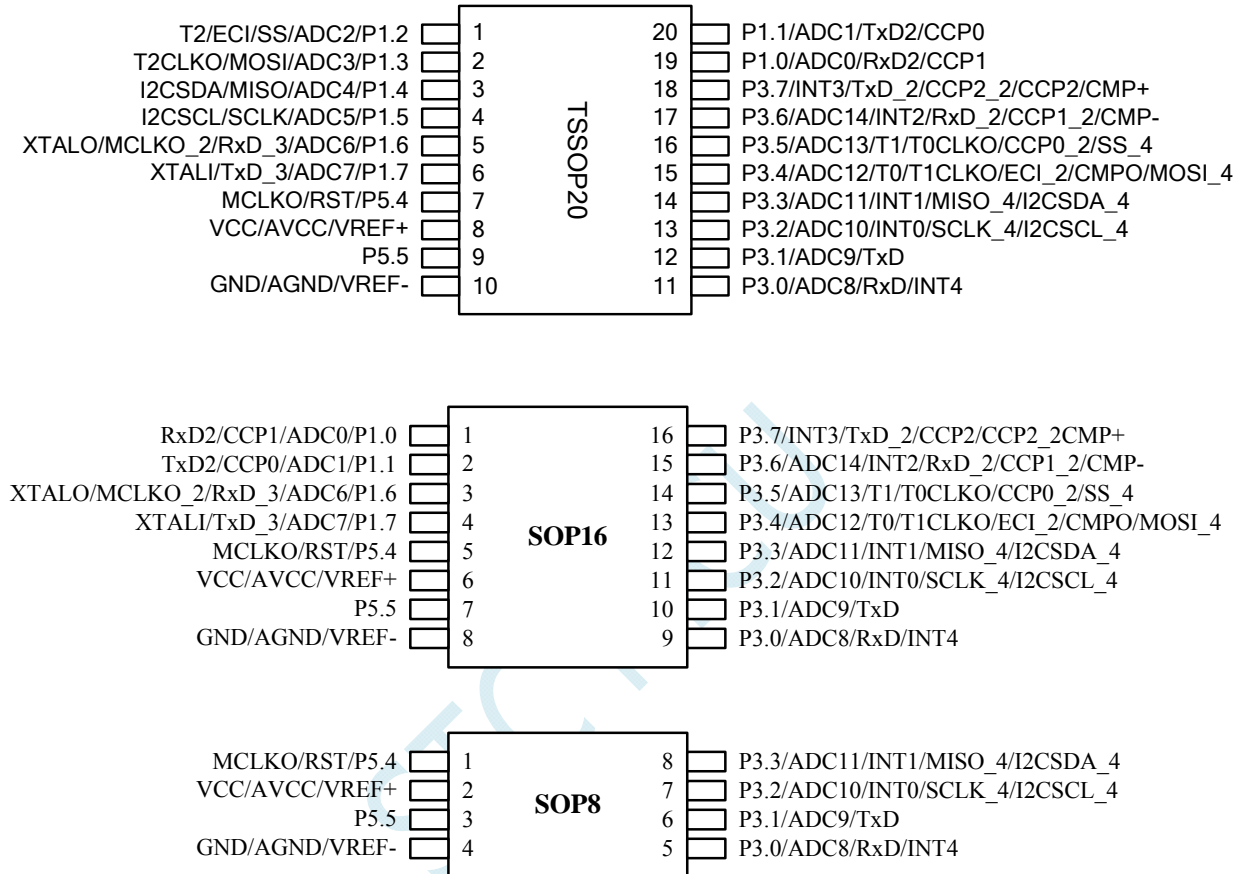 T2/ECI/SS/ADC2/P1.2 1 20 P1.1/ADC1/TxD2/CCP0
T2CLKO/MOSI/ADC3/P1.3 2 19 P1.0/ADC0/RxD2/CCP1
I2CSDA/MISO/ADC4/P1.4 3 18 P3.7/INT3/TxD_2/CCP2_2/CCP2/CMP+
I2CSCL/SCLK/ADC5/P1.5 4 17 P3.6/ADC14/INT2/RxD_2/CCP1_2/CMP-
XTALO/MCLKO_2/RxD_3/ADC6/P1.6 5 16 P3.5/ADC13/T1/T0CLKO/CCP0_2/SS_4
XTALI/TxD_3/ADC7/P1.7 6 15 P3.4/ADC12/T0/T1CLKO/ECI_2/CMPO/MOSI_4
MCLKO/RST/P5.4 7 14 P3.3/ADC11/INT1/MISO_4/I2CSDA_4
VCC/AVCC/VREF+ 8 13 P3.2/ADC10/INT0/SCLK_4/I2CSCL_4
P5.5 9 12 P3.1/ADC9/TxD
GND/AGND/VREF- 10 11 P3.0/ADC8/RxD/INT4
TSSOP20
RxD2/CCP1/ADC0/P1.0 1 16 P3.7/INT3/TxD_2/CCP2/CCP2_2CMP+
TxD2/CCP0/ADC1/P1.1 2 15 P3.6/ADC14/INT2/RxD_2/CCP1_2/CMP-
XTALO/MCLKO_2/RxD_3/ADC6/P1.6 3 14 P3.5/ADC13/T1/T0CLKO/CCP0_2/SS_4
XTALI/TxD_3/ADC7/P1.7 4 13 P3.4/ADC12/T0/T1CLKO/ECI_2/CMPO/MOSI_4
SOP16
MCLKO/RST/P5.4 5 12 P3.3/ADC11/INT1/MISO_4/I2CSDA_4
VCC/AVCC/VREF+ 6 11 P3.2/ADC10/INT0/SCLK_4/I2CSCL_4
P5.5 7 10 P3.1/ADC9/TxD
GND/AGND/VREF- 8 9 P3.0/ADC8/RxD/INT4
MCLKO/RST/P5.4 1 8 P3.3/ADC11/INT1/MISO_4/I2CSDA_4
VCC/AVCC/VREF+ 2 7 P3.2/ADC10/INT0/SCLK_4/I2CSCL_4
SOP8
P5.5 3 6 P3.1/ADC9/TxD
GND/AGND/VREF- 4 5 P3.0/ADC8/RxD/INT4